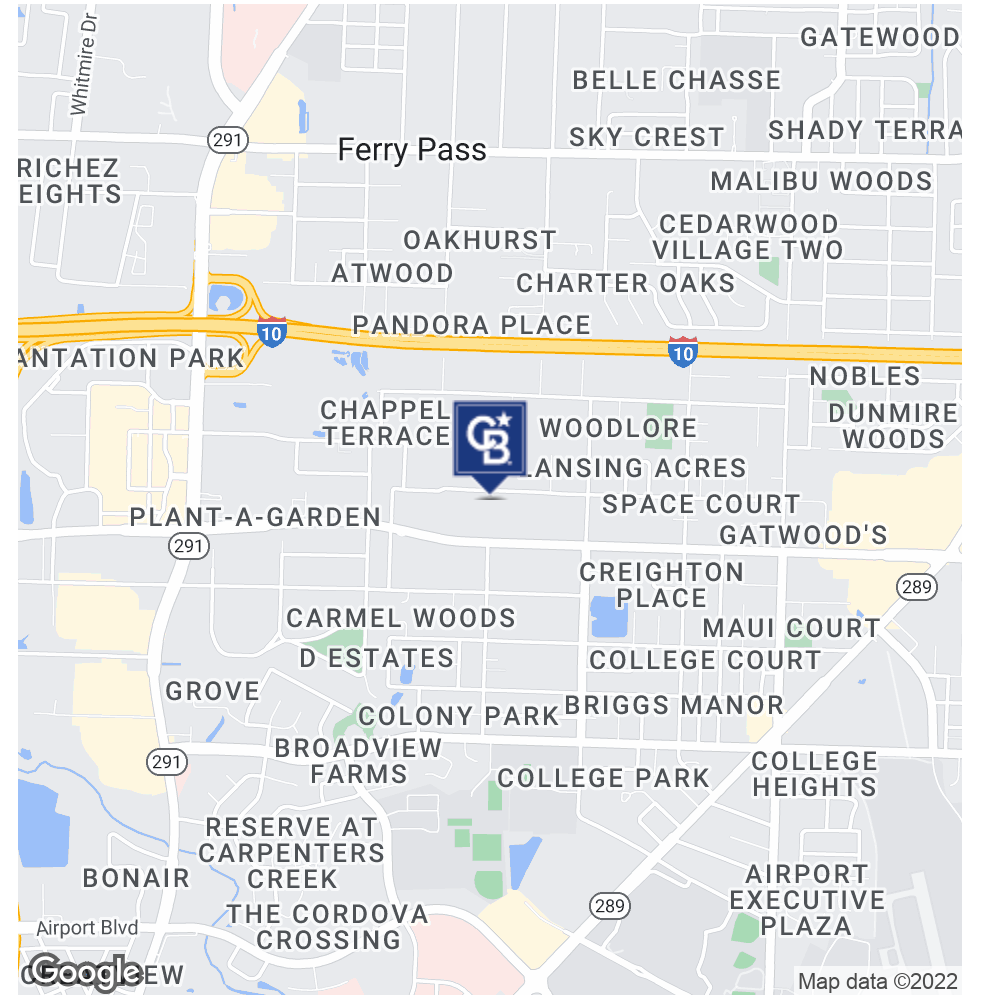 Whitmire Dr
GATEWOOD
BELLE CHASSE
SKY CREST
SHADY TERRA
291
Ferry Pass
RICHEZ
EIGHTS
MALIBU WOODS
CEDARWOOD
VILLAGE TWO
OAKHURST
ATWOOD
CHARTER OAKS
PANDORA PLACE
10
10
ANTATION PARK
NOBLES
CHAPPEL
TERRACE
CB
WOODLORE
DUNMIRE
WOODS
LANSING ACRES
SPACE COURT
PLANT-A-GARDEN
GATWOOD'S
291
CREIGHTON
PLACE
289
CARMEL WOODS
MAUI COURT
D ESTATES
COLLEGE COURT
GROVE
BRIGGS MANOR
COLONY PARK
BROADVIEW
FARMS
291
COLLEGE PARK
COLLEGE
HEIGHTS
RESERVE AT
CARPENTERS
CREEK
BONAIR
AIRPORT
EXECUTIVE
PLAZA
289
THE CORDOVA
CROSSING
Airport Blvd
Google
Map data ©2022